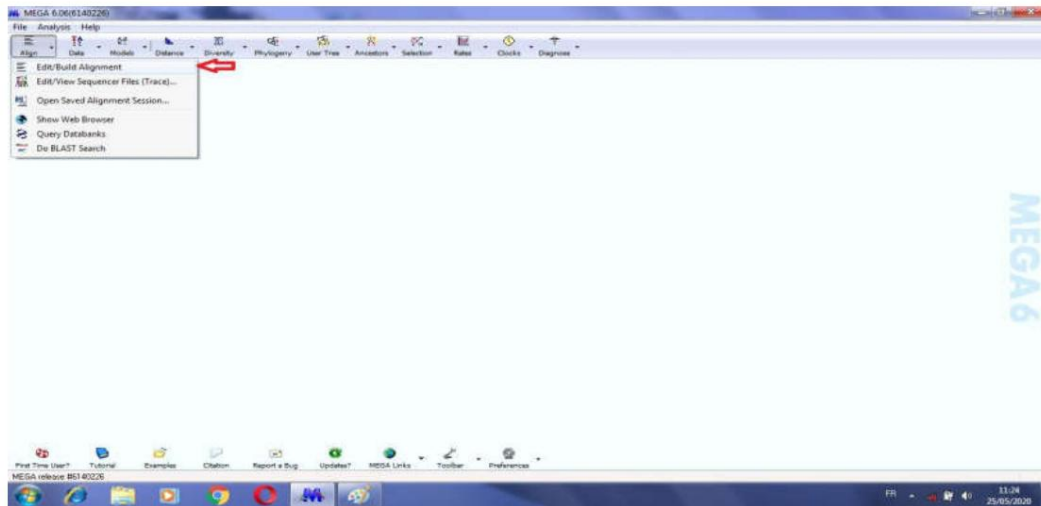 MEGA 6.06(6140226)
File Analysis Help
Align Data Models Distance Diversity Phylogeny User Tree Ancestors Selection Rates Clocks Diagnose
Edit/Build Alignment
Edit/View Sequencer Files (Trace)...
Open Saved Alignment Session...
Show Web Browser
Query Databanks
Do BLAST Search
MEGA6
First Time User? Tutorial Examples Citation Report a Bug Updates? MEGA Links Toolbar Preferences
MEGA release #6140226
FR
11:24
25/05/2020